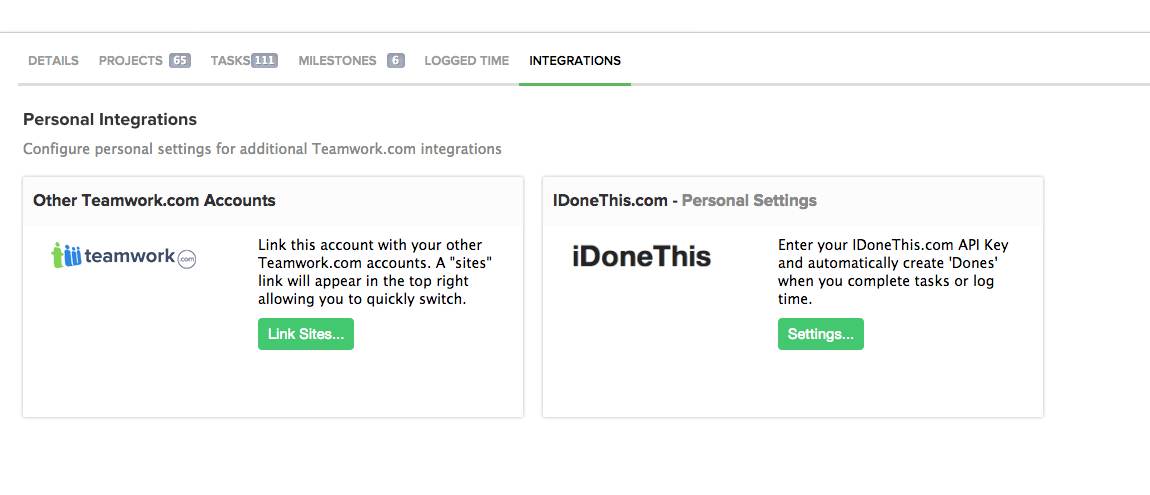 DETAILS PROJECTS 65 TASKS 111 MILESTONES 6 LOGGED TIME INTEGRATIONS
Personal Integrations
Configure personal settings for additional Teamwork.com integrations
Other Teamwork.com Accounts
teamwork.com
Link this account with your other
Teamwork.com accounts. A "sites"
link will appear in the top right
allowing you to quickly switch.
Link Sites...
IDoneThis.com - Personal Settings
iDoneThis
Enter your IDoneThis.com API Key
and automatically create 'Dones'
when you complete tasks or log
time.
Settings...